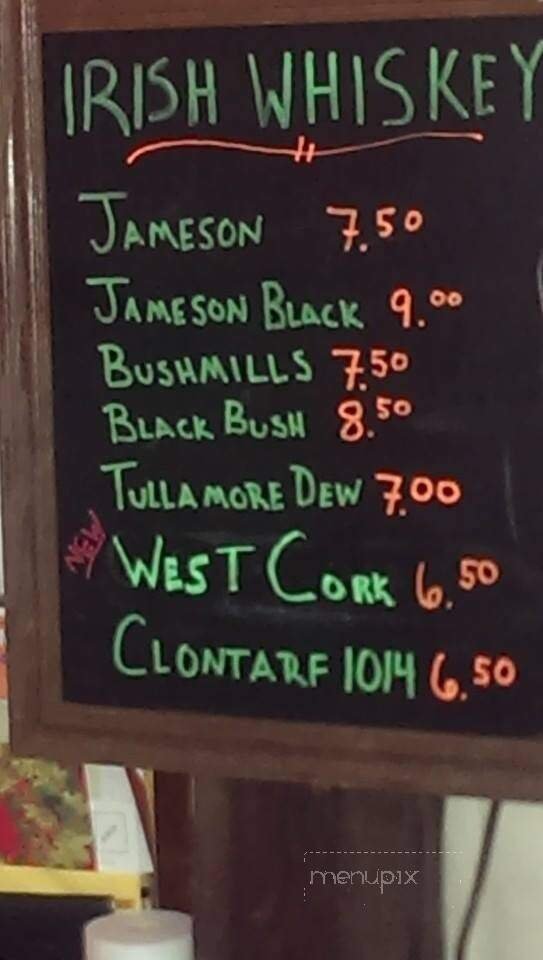 IRISH WHISKEY
JAMESON 7.50
JAMESON BLACK 9.00
BUSHMILLS 7.50
BLACK BUSH 8.50
TULLAMORE DEW 7.00
NEW WEST CORK 6.50
CLONTARF 1014 6.50
menupix